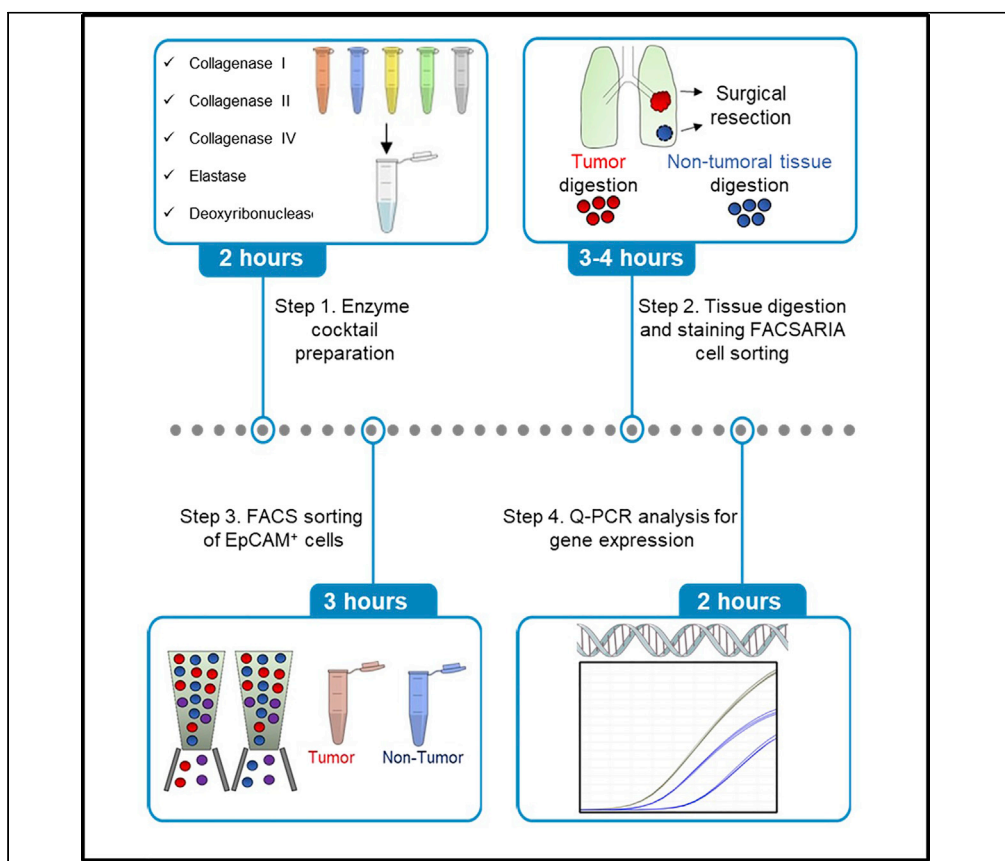 ✓ Collagenase I
✓ Collagenase II
✓ Collagenase IV
✓ Elastase
✓ Deoxyribonuclease
2 hours
Step 1. Enzyme
cocktail
preparation
Surgical
resection
Tumor
digestion
Non-tumoral tissue
digestion
3-4 hours
Step 2. Tissue digestion
and staining FACSARIA
cell sorting
Step 3. FACS sorting
of EpCAM⁺ cells
3 hours
Tumor
Non-Tumor
Step 4. Q-PCR analysis for
gene expression
2 hours